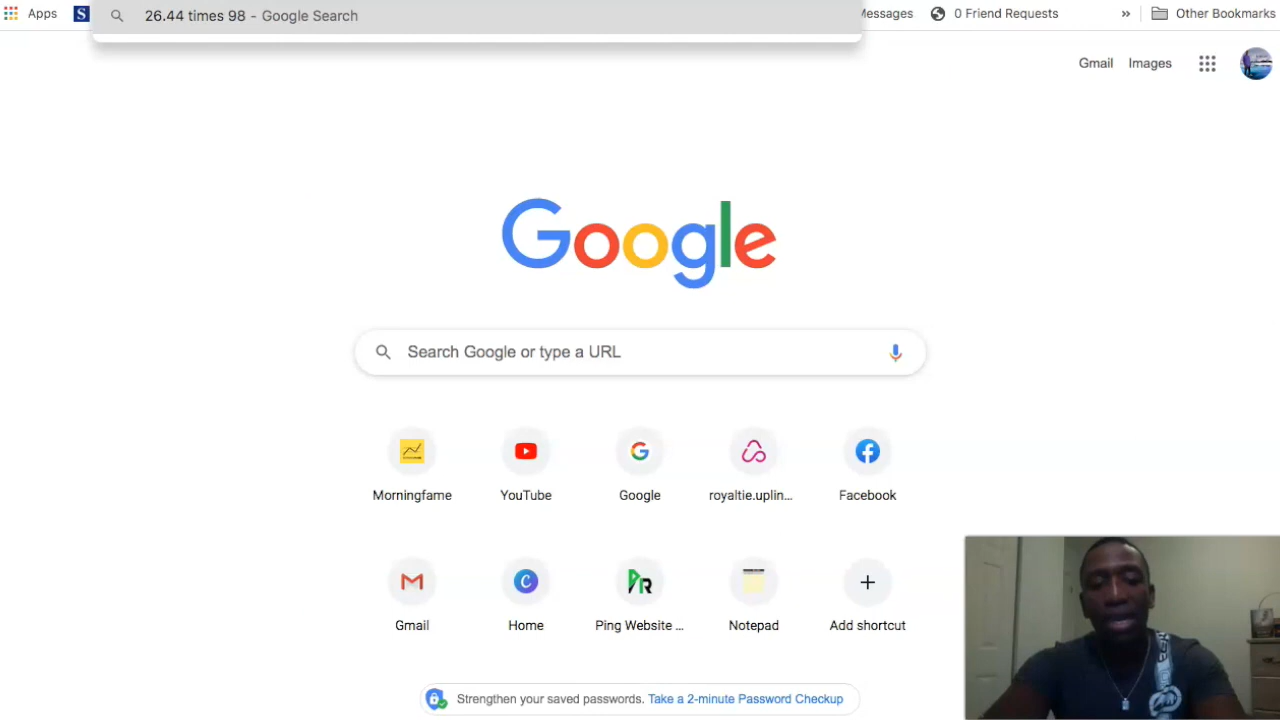 Apps S 26.44 times 98 - Google Search Messages 0 Friend Requests » Other Bookmarks
Gmail Images
Google
Search Google or type a URL
Morningfame YouTube Google royaltie.uplin... Facebook
Gmail Home Ping Website ... Notepad Add shortcut
Strengthen your saved passwords. Take a 2-minute Password Checkup